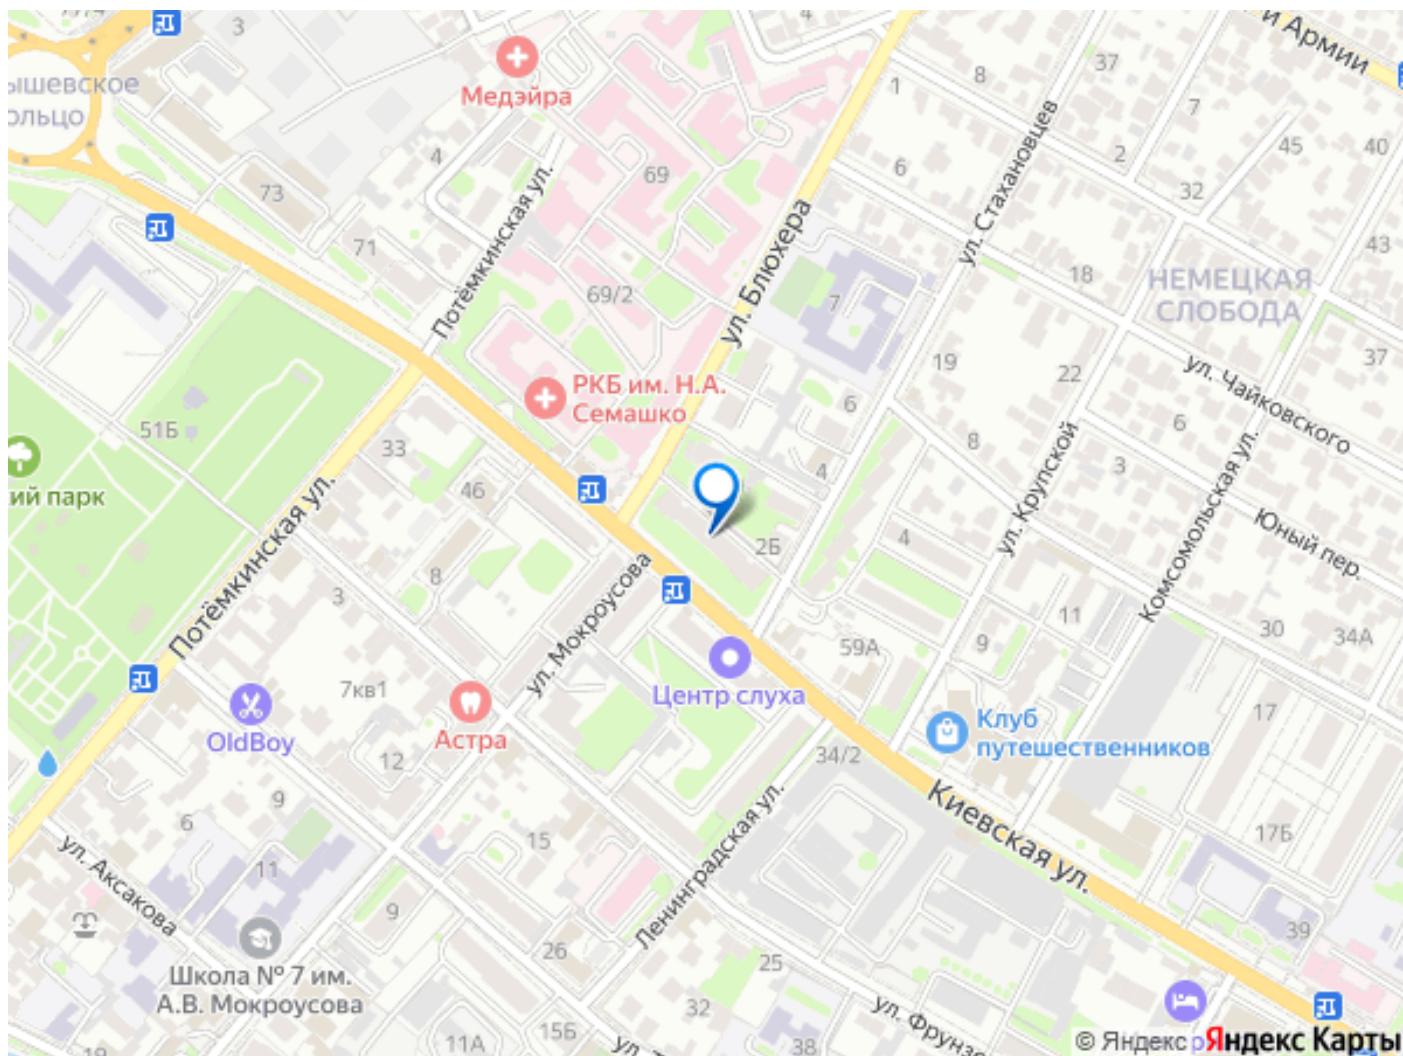 3
Медэйра
ышевское
ольцо
и Армии
37
8
1
7
4
Потёмкинская ул.
69
ул. Стахановцев
2
45
40
6
73
32
71
ул. Блюхера
43
18
НЕМЕЦКАЯ
СЛОБОДА
69/2
7
19
22
37
ул. Чайковского
РКБ им. Н.А.
Семашко
6
51Б
33
8
6
3
ий парк
46
4
ул. Крупской
Комсомольская ул.
Юный пер.
Потёмкинская ул.
2Б
4
8
3
ул. Мокроусова
11
30
34А
9
59А
7кв1
Центр слуха
OldBoy
Астра
Клуб
путешественников
17
12
34/2
9
6
Киевская ул.
15
17Б
ул. Аксакова
11
Ленинградская ул.
9
39
26
25
Школа № 7 им.
А.В. Мокроусова
32
15Б
11А
38
ул. Фрунзе
19
© Яндекс
Яндекс Карты